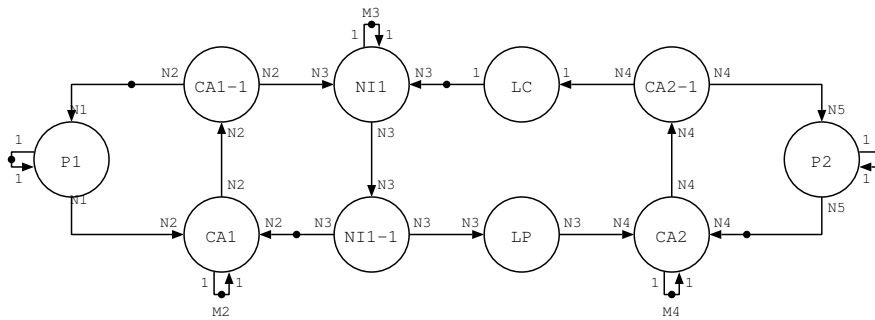 M3
1 1
N2 CA1-1 N2 N3 NI1 N3 1 LC 1 N4 CA2-1 N4
N1 N2 N3 N4 N5
1 P1 1 P2 1
1
N1 N2 N3 N4 N5
N2 CA1 N2 N3 NI1-1 N3 N3 LP N3 N4 CA2 N4
1 1 1 1
M2 M4